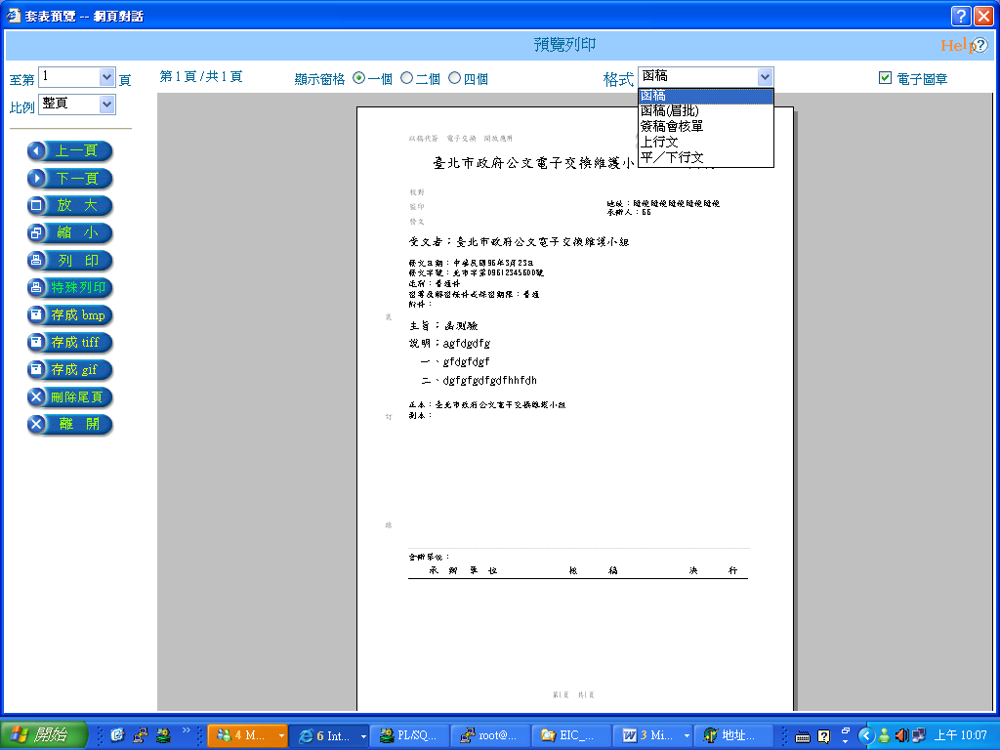 套表預覽 -- 網頁對話
預覽列印
Help
至第 1 頁
第 1 頁 / 共 1 頁
顯示窗格 一個 二個 四個
格式 函稿
電子圖章
比例 整頁
函稿
函稿(眉批)
簽稿會核單
上行文
平／下行文
上一頁
下一頁
放 大
縮 小
列 印
特殊列印
存成 bmp
存成 tiff
存成 gif
刪除尾頁
離 開
以稿代簽 電子交換 開放應用
臺北市政府公文電子交換維護小
校對
監印
發文
承辦人：66
受文者：臺北市政府公文電子交換維護小組
發文日期：中華民國96年3月23日
發文字號：北市字第09612345600號
速別：普通件
密等及解密條件或保密期限：普通
附件：
裝
主旨：函測驗
說明：agfdgdfg
一、gfdgfdgf
二、dgfgfgdfgdfhhfdh
正本：臺北市政府公文電子交換維護小組
副本：
訂
線
會辦單位：
承 辦 單 位 核 稿 決 行
第1頁 共1頁
開始
4 M...
6 Int...
PL/SQ...
root@...
EIC_...
3 Mi...
地址...
上午 10:07